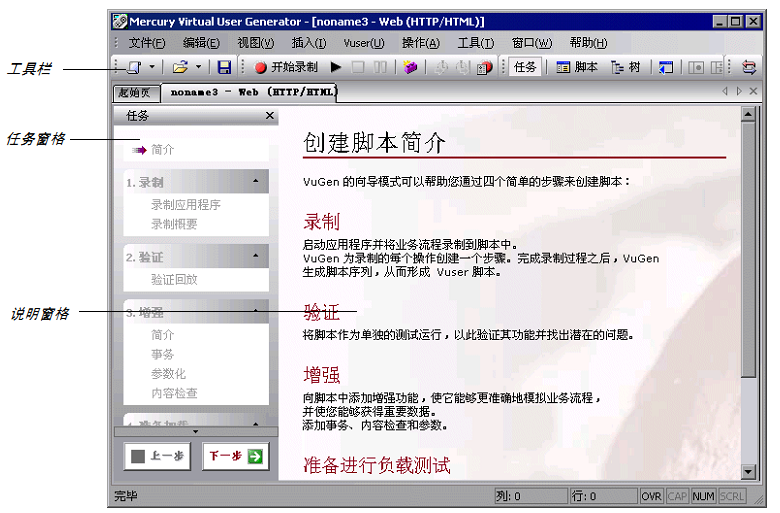 Mercury Virtual User Generator - [noname3 - Web (HTTP/HTML)]
文件(F) 编辑(E) 视图(V) 插入(I) Vuser(U) 操作(A) 工具(T) 窗口(W) 帮助(H)
工具栏
开始录制 任务 脚本 树
起始页 noname3 - Web (HTTP/HTML)
任务
任务窗格
简介
1. 录制
录制应用程序
录制概要
2. 验证
验证回放
说明窗格
3. 增强
简介
事务
参数化
内容检查
4. 准备加载
上一步 下一步
创建脚本简介
VuGen 的向导模式可以帮助您通过四个简单的步骤来创建脚本：
录制
启动应用程序并将业务流程录制到脚本中。
VuGen 为录制的每个操作创建一个步骤。完成录制过程之后，VuGen
生成脚本序列，从而形成 Vuser 脚本。
验证
将脚本作为单独的测试运行，以此验证其功能并找出潜在的问题。
增强
向脚本中添加增强功能，使它能够更准确地模拟业务流程，
并使您能够获得重要数据。
添加事务、内容检查和参数。
准备进行负载测试
完毕 列: 0 行: 0 OVR CAP NUM SCRL